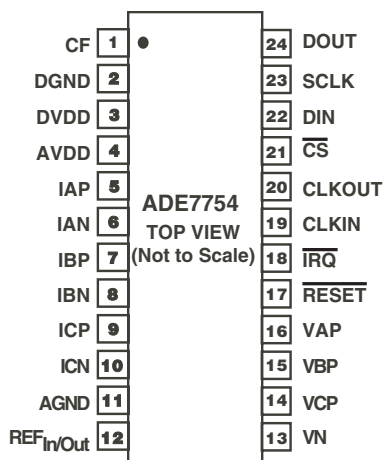 CF 1 24 DOUT
DGND 2 23 SCLK
DVDD 3 22 DIN
AVDD 4 21 CS
IAP 5 20 CLKOUT
IAN 6 ADE7754 19 CLKIN
IBP 7 TOP VIEW 18 IRQ
IBN 8 (Not to Scale) 17 RESET
ICP 9 16 VAP
ICN 10 15 VBP
AGND 11 14 VCP
REFIn/Out 12 13 VN